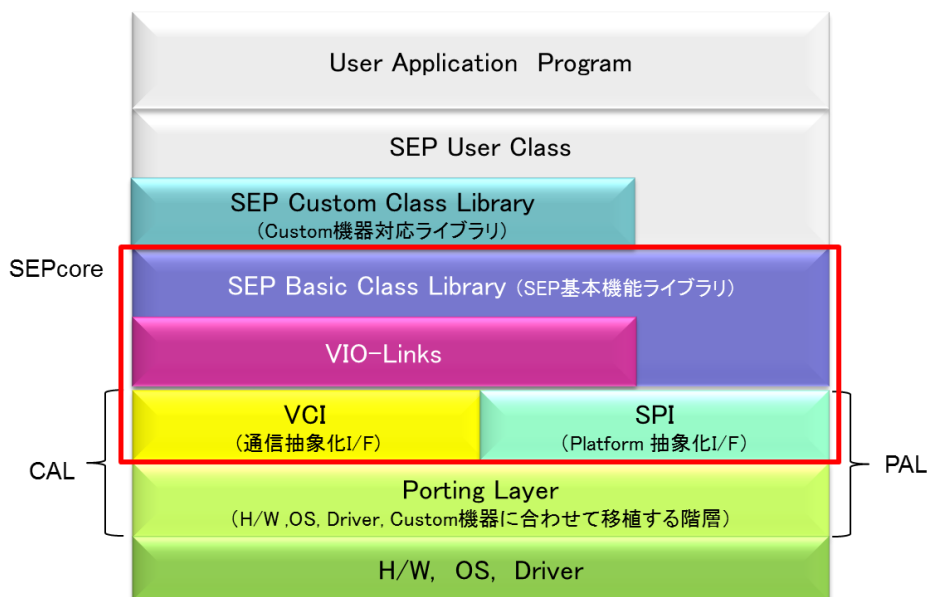 User Application Program
SEP User Class
SEP Custom Class Library
(Custom機器対応ライブラリ)
SEPcore
SEP Basic Class Library (SEP基本機能ライブラリ)
VIO-Links
VCI
(通信抽象化I/F)
SPI
(Platform 抽象化I/F)
CAL
PAL
Porting Layer
(H/W ,OS, Driver, Custom機器に合わせて移植する階層)
H/W, OS, Driver